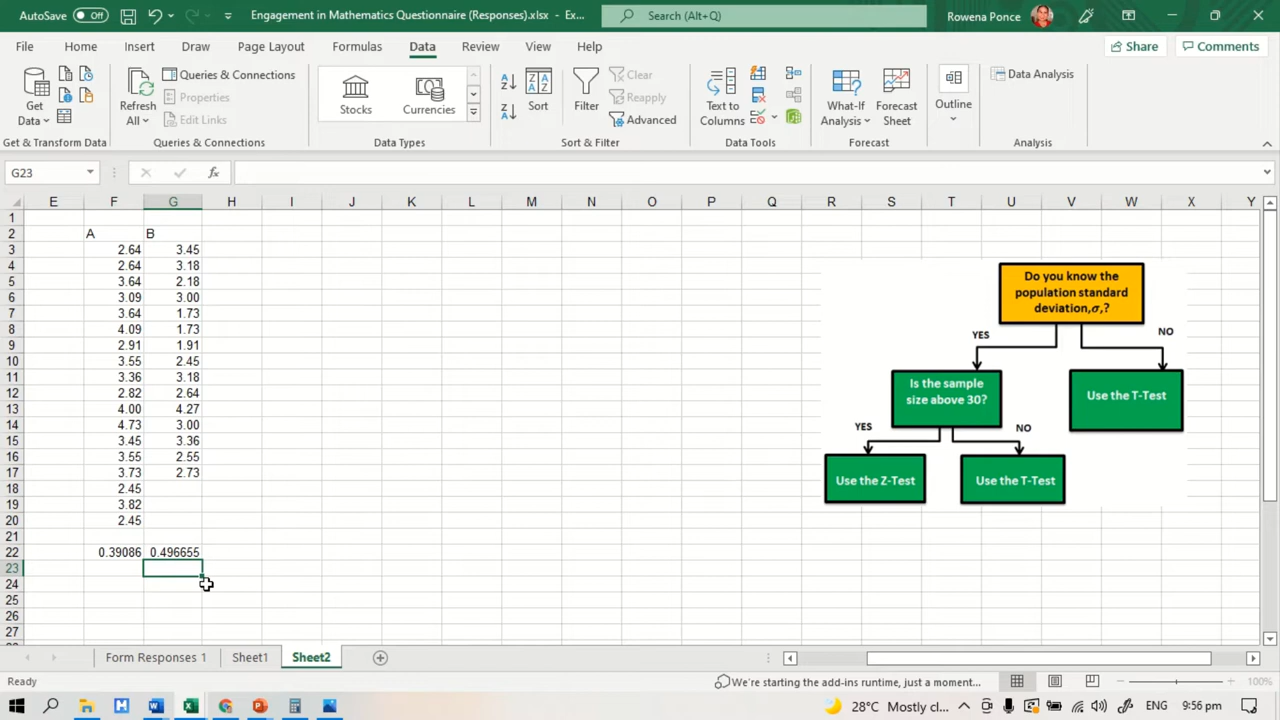 AutoSave Off Engagement in Mathematics Questionnaire (Responses).xlsx - Ex... Search (Alt+Q) Rowena Ponce
File Home Insert Draw Page Layout Formulas Data Review View Help Share Comments
Get Data Refresh All Queries & Connections Properties Edit Links Stocks Currencies Sort Filter Clear Reapply Advanced Text to Columns What-If Analysis Forecast Sheet Outline Data Analysis
Get & Transform Data Queries & Connections Data Types Sort & Filter Data Tools Forecast Analysis
G23 fx
E F G H I J K L M N O P Q R S T U V W X Y
1
2 A B
3 2.64 3.45
4 2.64 3.18
5 3.64 2.18
6 3.09 3.00
7 3.64 1.73
8 4.09 1.73
9 2.91 1.91
10 3.55 2.45
11 3.36 3.18
12 2.82 2.64
13 4.00 4.27
14 4.73 3.00
15 3.45 3.36
16 3.55 2.55
17 3.73 2.73
18 2.45
19 3.82
20 2.45
21
22 0.39086 0.496655
23
24
25
26
27
Do you know the
population standard
deviation,σ,?
YES
NO
Is the sample
size above 30?
Use the T-Test
YES
NO
Use the Z-Test
Use the T-Test
Form Responses 1 Sheet1 Sheet2
Ready We're starting the add-ins runtime, just a moment... 100%
28°C Mostly cl... ENG 9:56 pm